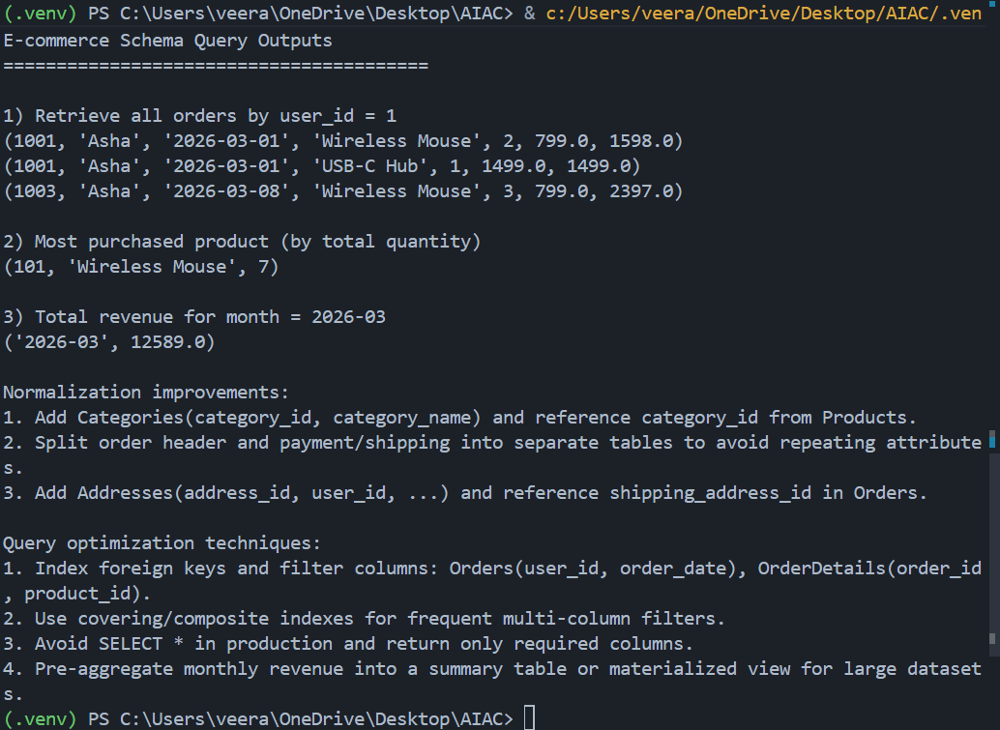 (.venv) PS C:\Users\veera\OneDrive\Desktop\AIAC> & c:/Users/veera/OneDrive/Desktop/AIAC/.ven
E-commerce Schema Query Outputs
========================================
1) Retrieve all orders by user_id = 1
(1001, 'Asha', '2026-03-01', 'Wireless Mouse', 2, 799.0, 1598.0)
(1001, 'Asha', '2026-03-01', 'USB-C Hub', 1, 1499.0, 1499.0)
(1003, 'Asha', '2026-03-08', 'Wireless Mouse', 3, 799.0, 2397.0)
2) Most purchased product (by total quantity)
(101, 'Wireless Mouse', 7)
3) Total revenue for month = 2026-03
('2026-03', 12589.0)
Normalization improvements:
1. Add Categories(category_id, category_name) and reference category_id from Products.
2. Split order header and payment/shipping into separate tables to avoid repeating attribute
s.
3. Add Addresses(address_id, user_id, ...) and reference shipping_address_id in Orders.
Query optimization techniques:
1. Index foreign keys and filter columns: Orders(user_id, order_date), OrderDetails(order_id
, product_id).
2. Use covering/composite indexes for frequent multi-column filters.
3. Avoid SELECT * in production and return only required columns.
4. Pre-aggregate monthly revenue into a summary table or materialized view for large dataset
s.
(.venv) PS C:\Users\veera\OneDrive\Desktop\AIAC>